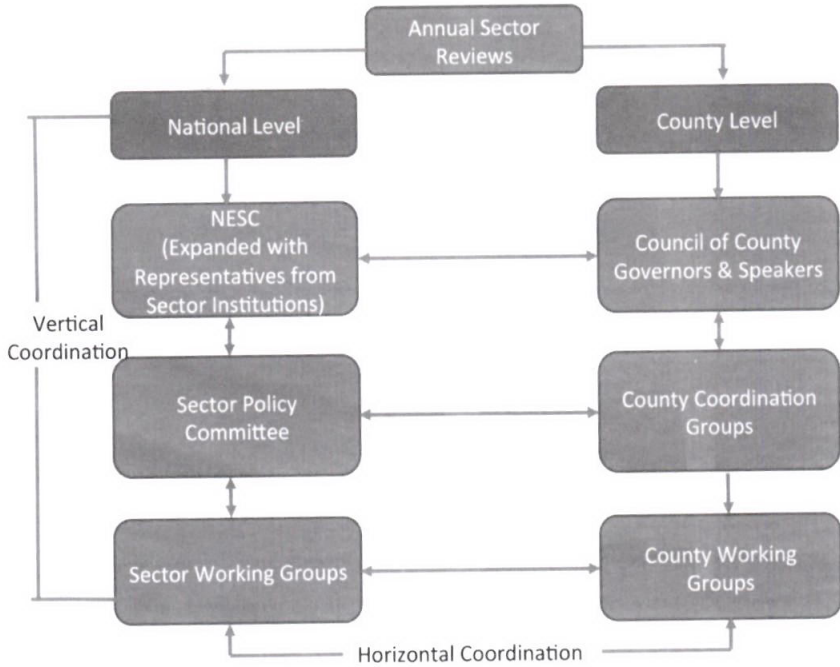 Annual Sector
Reviews
National Level
County Level
NESC
(Expanded with
Representatives from
Sector Institutions)
Council of County
Governors & Speakers
Vertical
Coordination
Sector Policy
Committee
County Coordination
Groups
Sector Working Groups
County Working
Groups
Horizontal Coordination